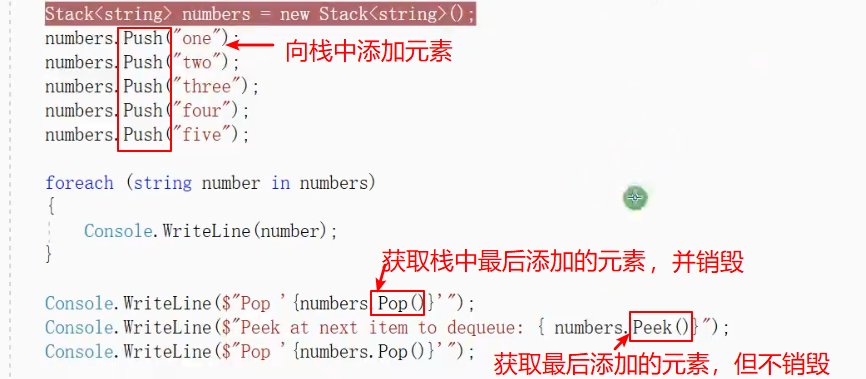 Stack<string> numbers = new Stack<string>();
numbers.Push("one");
向栈中添加元素
numbers.Push("two");
numbers.Push("three");
numbers.Push("four");
numbers.Push("five");
foreach (string number in numbers)
{
Console.WriteLine(number);
}
获取栈中最后添加的元素，并销毁
Console.WriteLine($"Pop '{numbers.Pop()}'");
Console.WriteLine($"Peek at next item to dequeue: { numbers.Peek()}");
Console.WriteLine($"Pop '{numbers.Pop()}'");
获取最后添加的元素，但不销毁